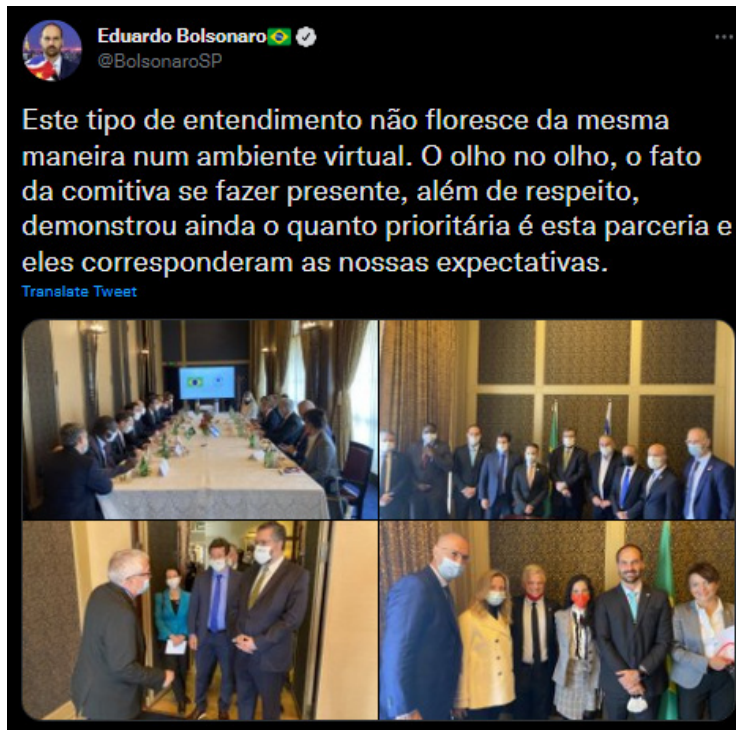 Eduardo Bolsonaro🇧🇷
@BolsonaroSP
Este tipo de entendimento não floresce da mesma
maneira num ambiente virtual. O olho no olho, o fato
da comitiva se fazer presente, além de respeito,
demonstrou ainda o quanto prioritária é esta parceria e
eles corresponderam as nossas expectativas.
Translate Tweet